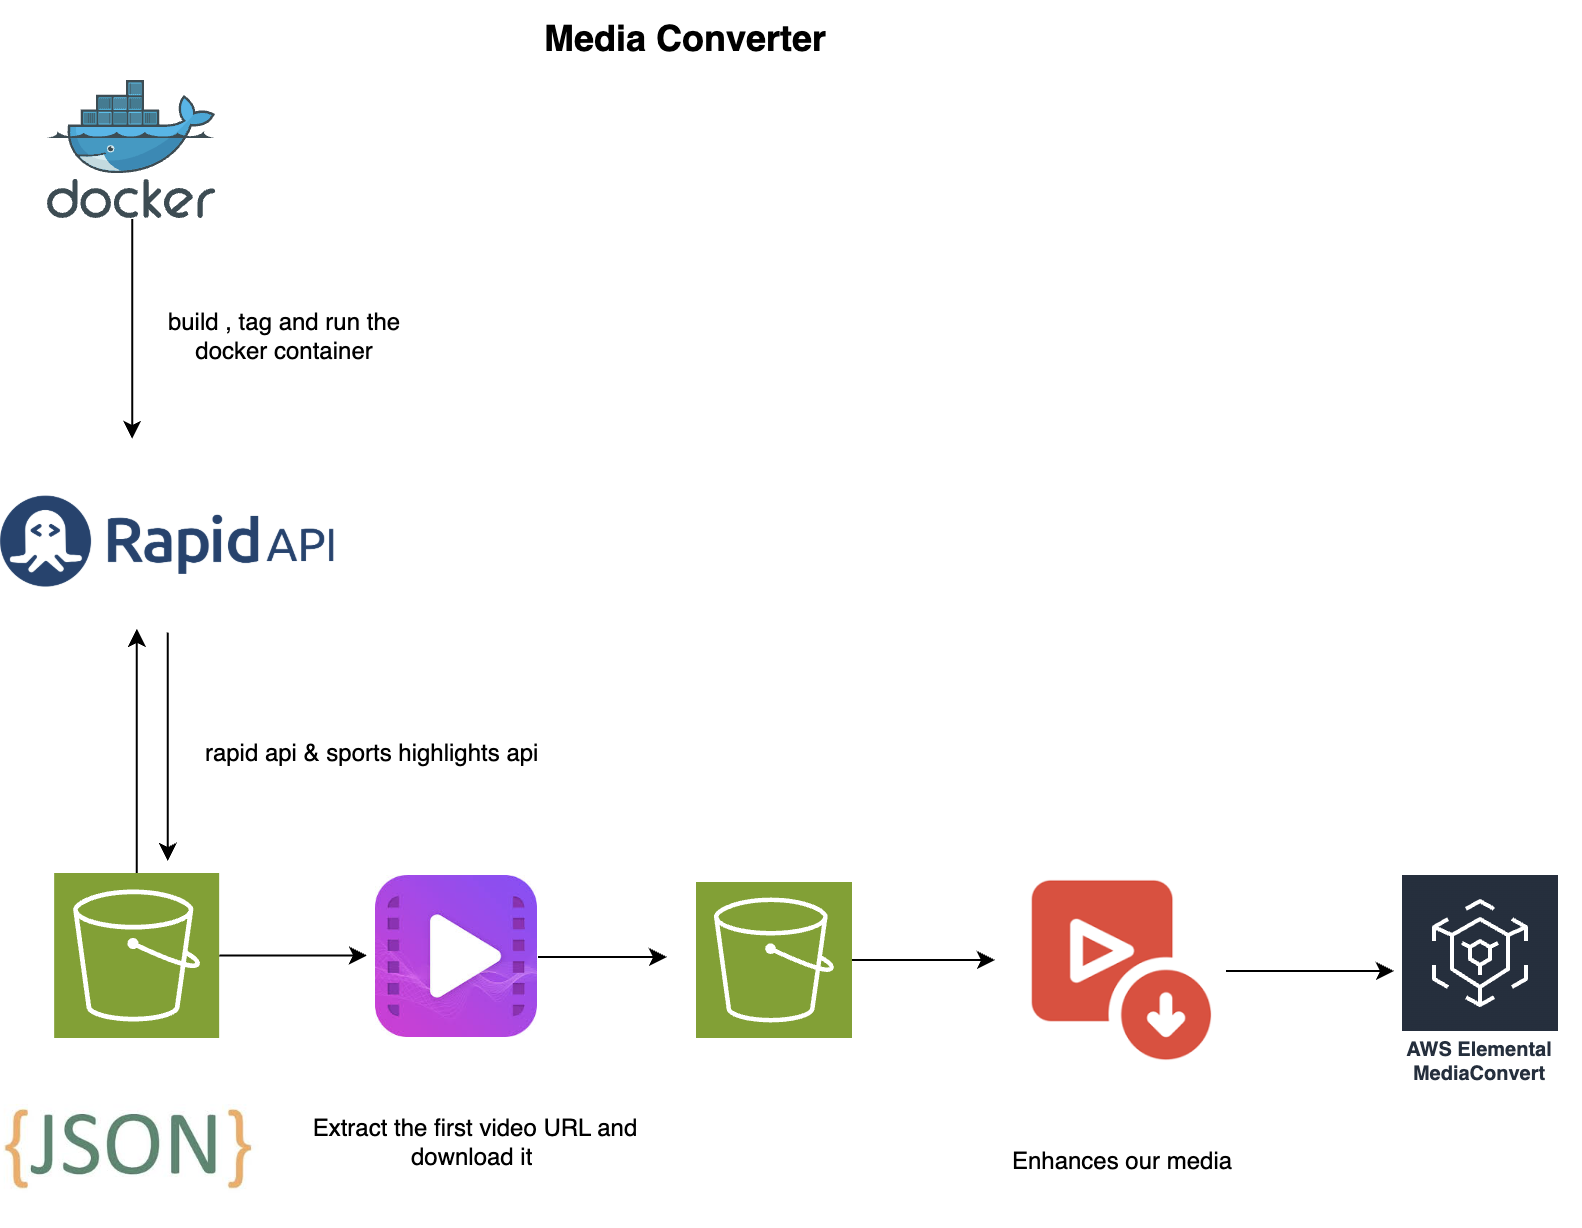 Media Converter
docker
build , tag and run the
docker container
Rapid API
rapid api & sports highlights api
AWS Elemental
MediaConvert
{JSON}
Extract the first video URL and
download it
Enhances our media